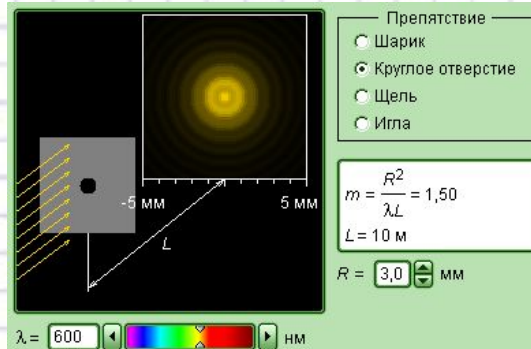 Препятствие
Шарик
Круглое отверстие
Щель
Игла
-5 мм
5 мм
L
m = R² / λL = 1,50
L = 10 м
R = 3,0 мм
λ = 600 нм